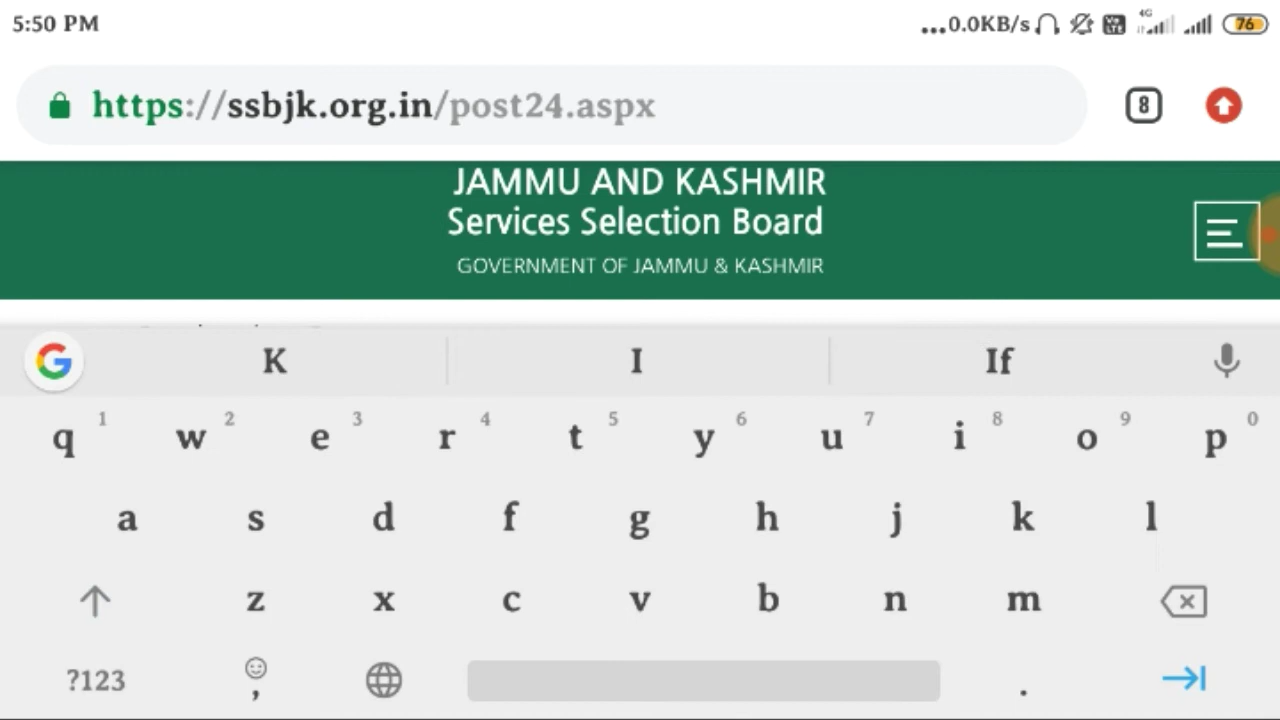 5:50 PM ...0.0KB/s 4G 76
https://ssbjk.org.in/post24.aspx 8
JAMMU AND KASHMIR
Services Selection Board
GOVERNMENT OF JAMMU & KASHMIR
G K I If
q 1 w 2 e 3 r 4 t 5 y 6 u 7 i 8 o 9 p 0
a s d f g h j k l
z x c v b n m
?123 , .